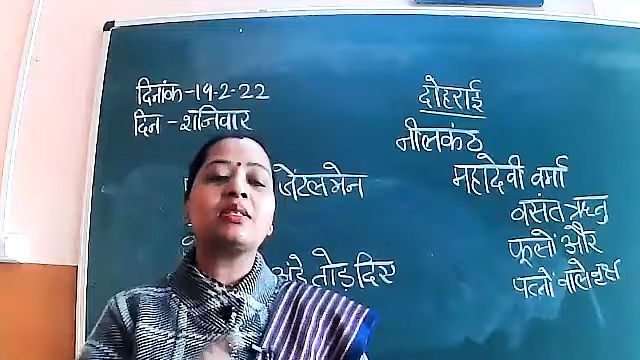 दिनांक-19-2-22
दिन - शनिवार
जेंटलमेन
अंडे तोड़ दिए
दोहराई
नीलकंठ
महादेवी वर्मा
वसंत ऋतु
फूलों और
पत्तों वाले वृक्ष